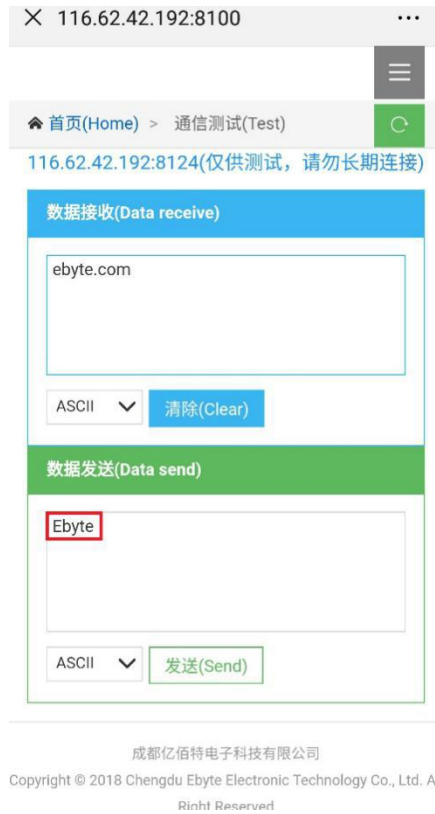 116.62.42.192:8100
首页(Home) > 通信测试(Test)
116.62.42.192:8124(仅供测试，请勿长期连接)
数据接收(Data receive)
ebyte.com
ASCII 清除(Clear)
数据发送(Data send)
Ebyte
ASCII 发送(Send)
成都亿佰特电子科技有限公司
Copyright © 2018 Chengdu Ebyte Electronic Technology Co., Ltd. A
Right Reserved